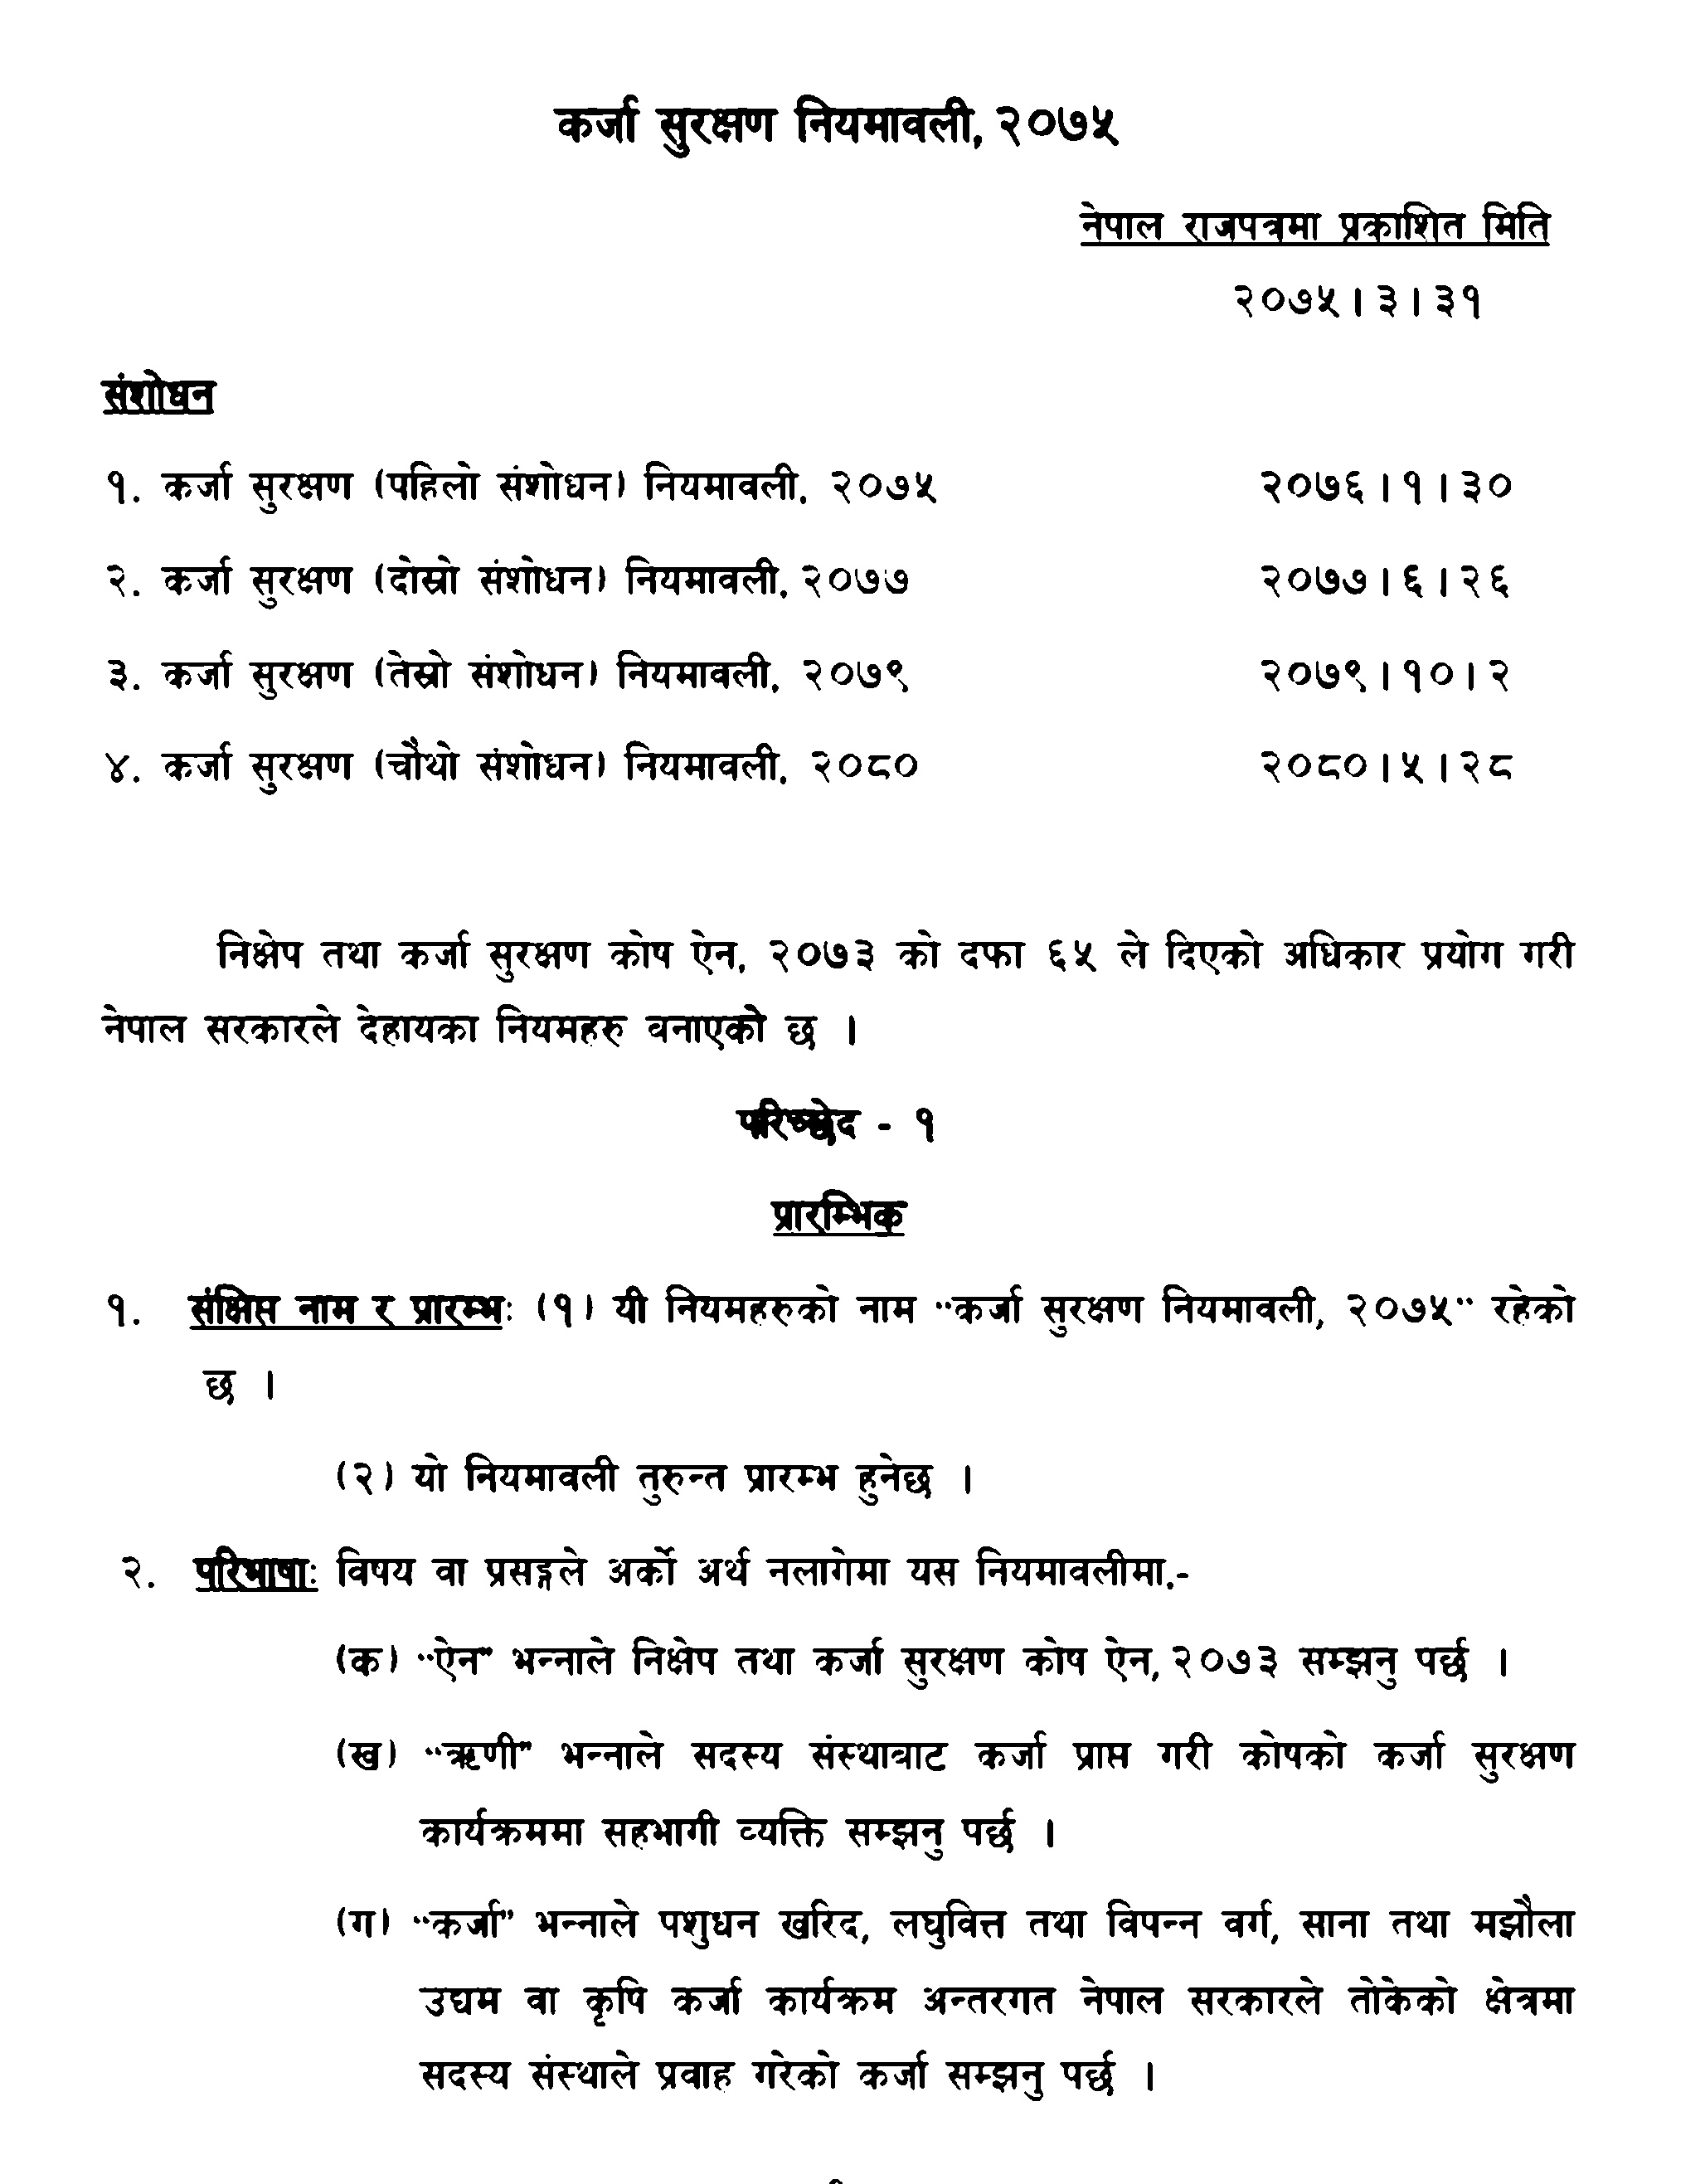 कर्जा सुरक्षण नियमावली, २०७५
नेपाल राजपत्रमा प्रकाशित मिति
२०७५।३।३१
संशोधन
१. कर्जा सुरक्षण (पहिलो संशोधन) नियमावली, २०७५ २०७६।१।३०
२. कर्जा सुरक्षण (दोस्रो संशोधन) नियमावली, २०७७ २०७७।६।२६
३. कर्जा सुरक्षण (तेस्रो संशोधन) नियमावली, २०७९ २०७९।१०।२
४. कर्जा सुरक्षण (चौथो संशोधन) नियमावली, २०८० २०८०।५।२८
निक्षेप तथा कर्जा सुरक्षण कोष ऐन, २०७३ को दफा ६५ ले दिएको अधिकार प्रयोग गरी
नेपाल सरकारले देहायका नियमहरु बनाएको छ ।
परिच्छेद - १
प्रारम्भिक
१. संक्षिप्त नाम र प्रारम्भः (१) यी नियमहरुको नाम "कर्जा सुरक्षण नियमावली, २०७५" रहेको
छ ।
(२) यो नियमावली तुरुन्त प्रारम्भ हुनेछ ।
२. परिभाषाः विषय वा प्रसङ्गले अर्को अर्थ नलागेमा यस नियमावलीमा,-
(क) "ऐन" भन्नाले निक्षेप तथा कर्जा सुरक्षण कोष ऐन, २०७३ सम्झनु पर्छ ।
(ख) "ऋणी" भन्नाले सदस्य संस्थाबाट कर्जा प्राप्त गरी कोषको कर्जा सुरक्षण
कार्यक्रममा सहभागी व्यक्ति सम्झनु पर्छ ।
(ग) "कर्जा" भन्नाले पशुधन खरिद, लघुवित्त तथा विपन्न वर्ग, साना तथा मझौला
उद्यम वा कृषि कर्जा कार्यक्रम अन्तरगत नेपाल सरकारले तोकेको क्षेत्रमा
सदस्य संस्थाले प्रवाह गरेको कर्जा सम्झनु पर्छ ।